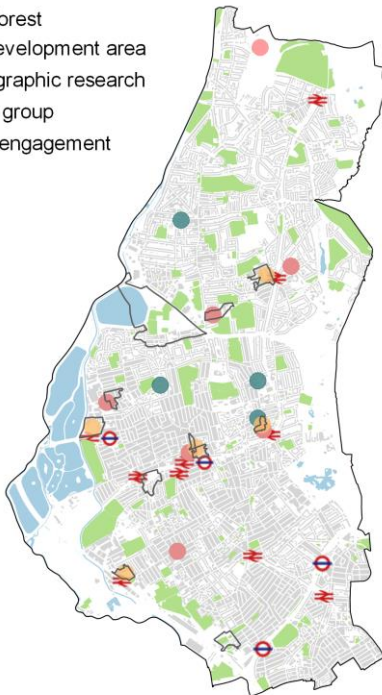 orest
evelopment area
graphic research
group
engagement